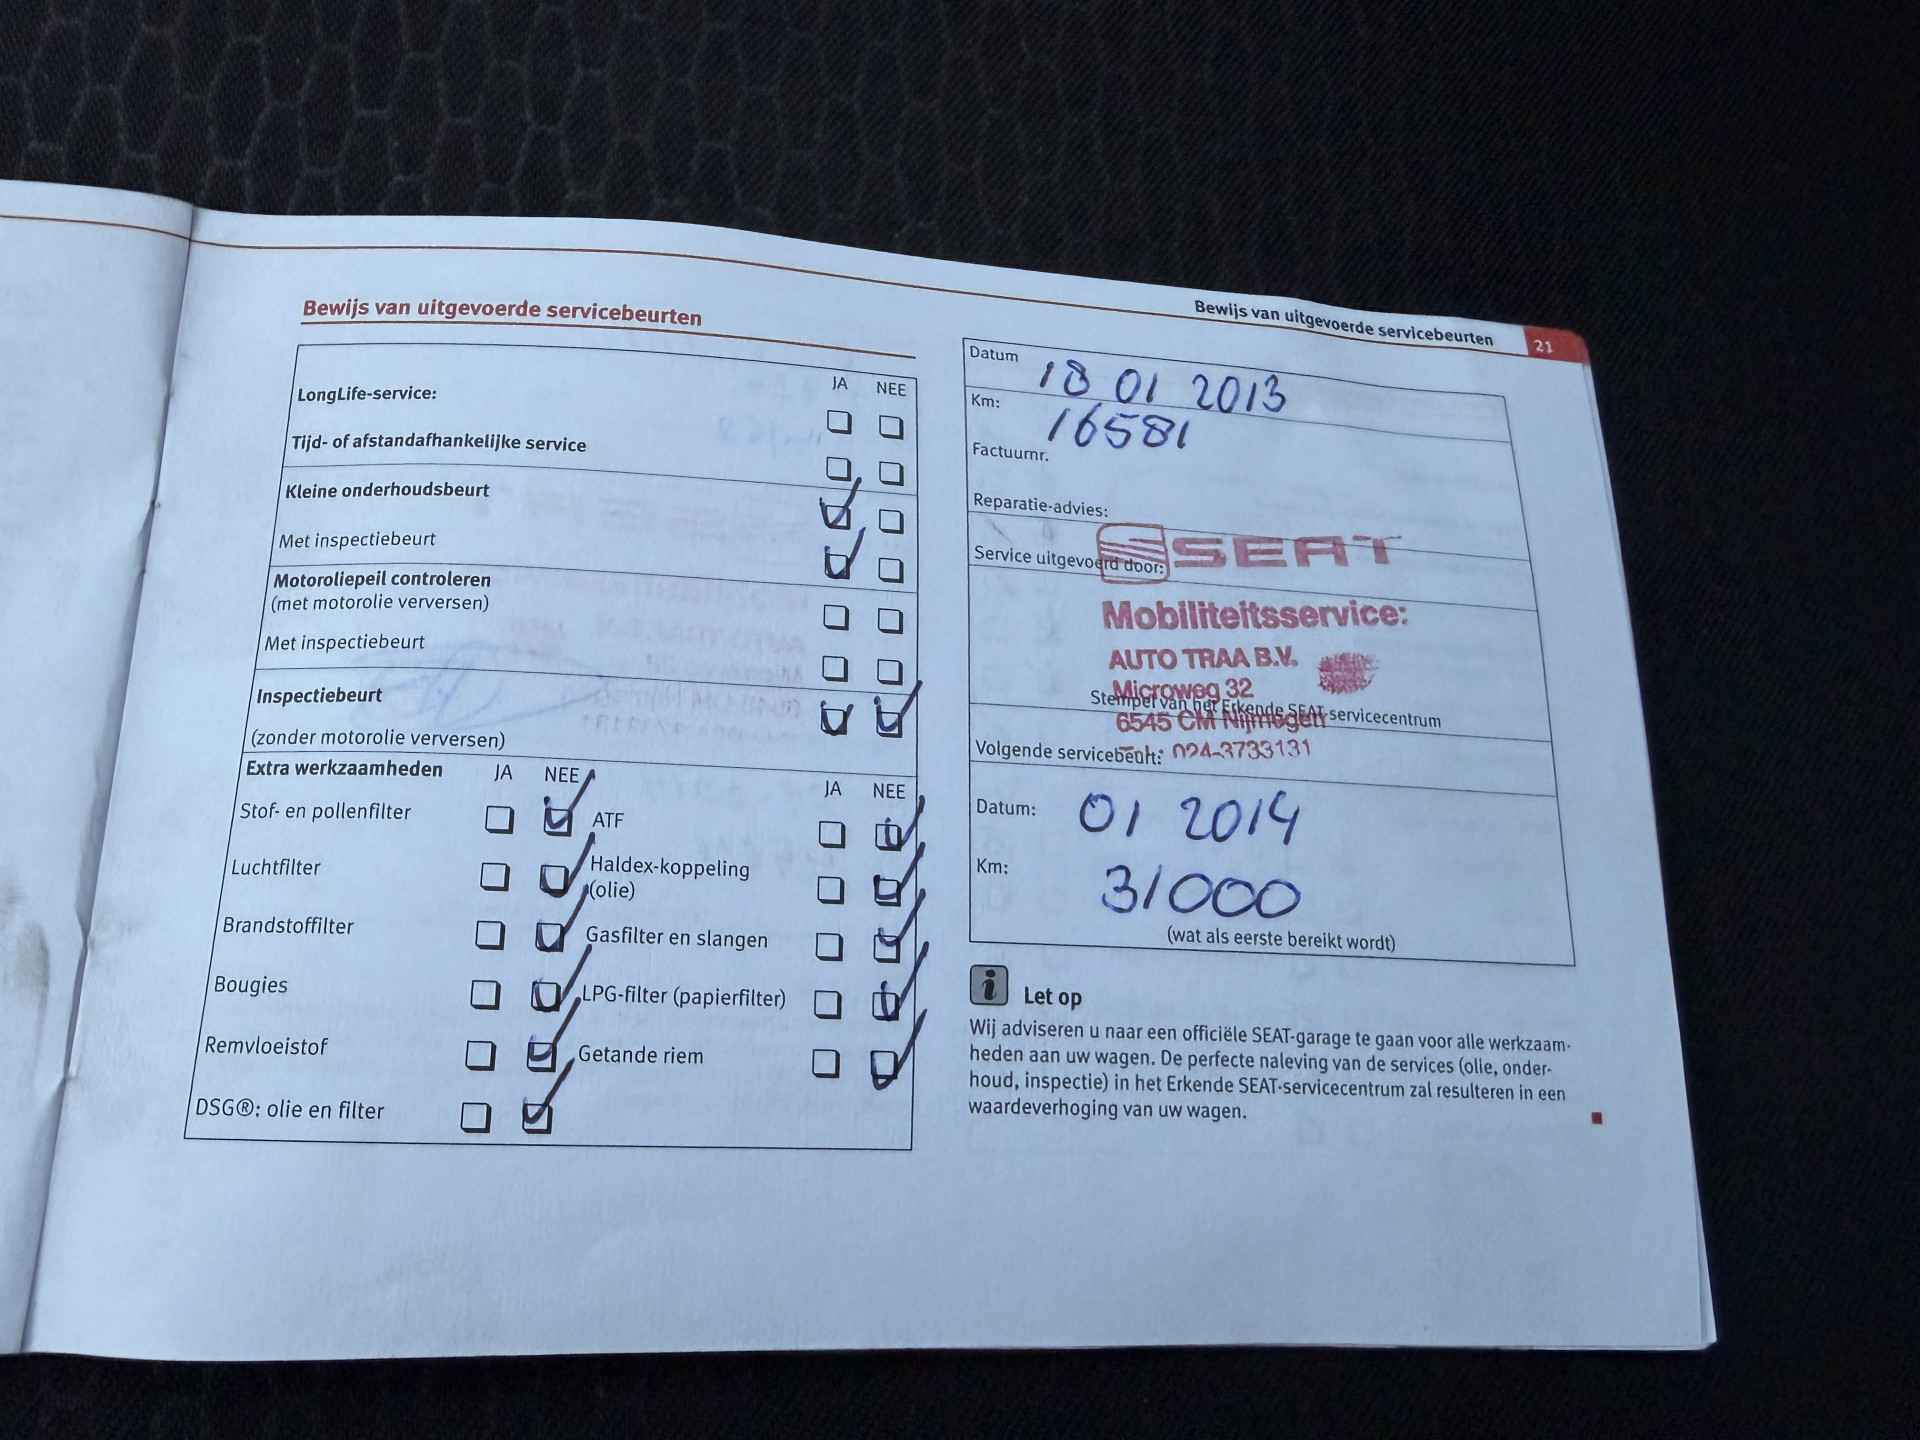 Bewijs van uitgevoerde servicebeurten
21
Bewijs van uitgevoerde servicebeurten
JA NEE
LongLife-service:
Tijd- of afstandafhankelijke service
Kleine onderhoudsbeurt
Met inspectiebeurt
Motoroliepeil controleren
(met motorolie verversen)
Met inspectiebeurt
Inspectiebeurt
(zonder motorolie verversen)
Extra werkzaamheden JA NEE JA NEE
Stof- en pollenfilter ATF
Luchtfilter Haldex-koppeling
(olie)
Brandstoffilter Gasfilter en slangen
Bougies LPG-filter (papierfilter)
Remvloeistof Getande riem
DSG®: olie en filter
Datum 18 01 2013
Km: 16581
Factuurnr.
Reparatie-advies:
SEAT
Service uitgevoerd door:
Mobiliteitsservice:
AUTO TRAA B.V.
Microweg 32
Stempel van het Erkende SEAT-servicecentrum
6545 CM Nijmegen
Volgende servicebeurt: 024-3733131
Datum: 01 2014
Km: 31000
(wat als eerste bereikt wordt)
i Let op
Wij adviseren u naar een officiële SEAT-garage te gaan voor alle werkzaam-
heden aan uw wagen. De perfecte naleving van de services (olie, onder-
houd, inspectie) in het Erkende SEAT-servicecentrum zal resulteren in een
waardeverhoging van uw wagen.